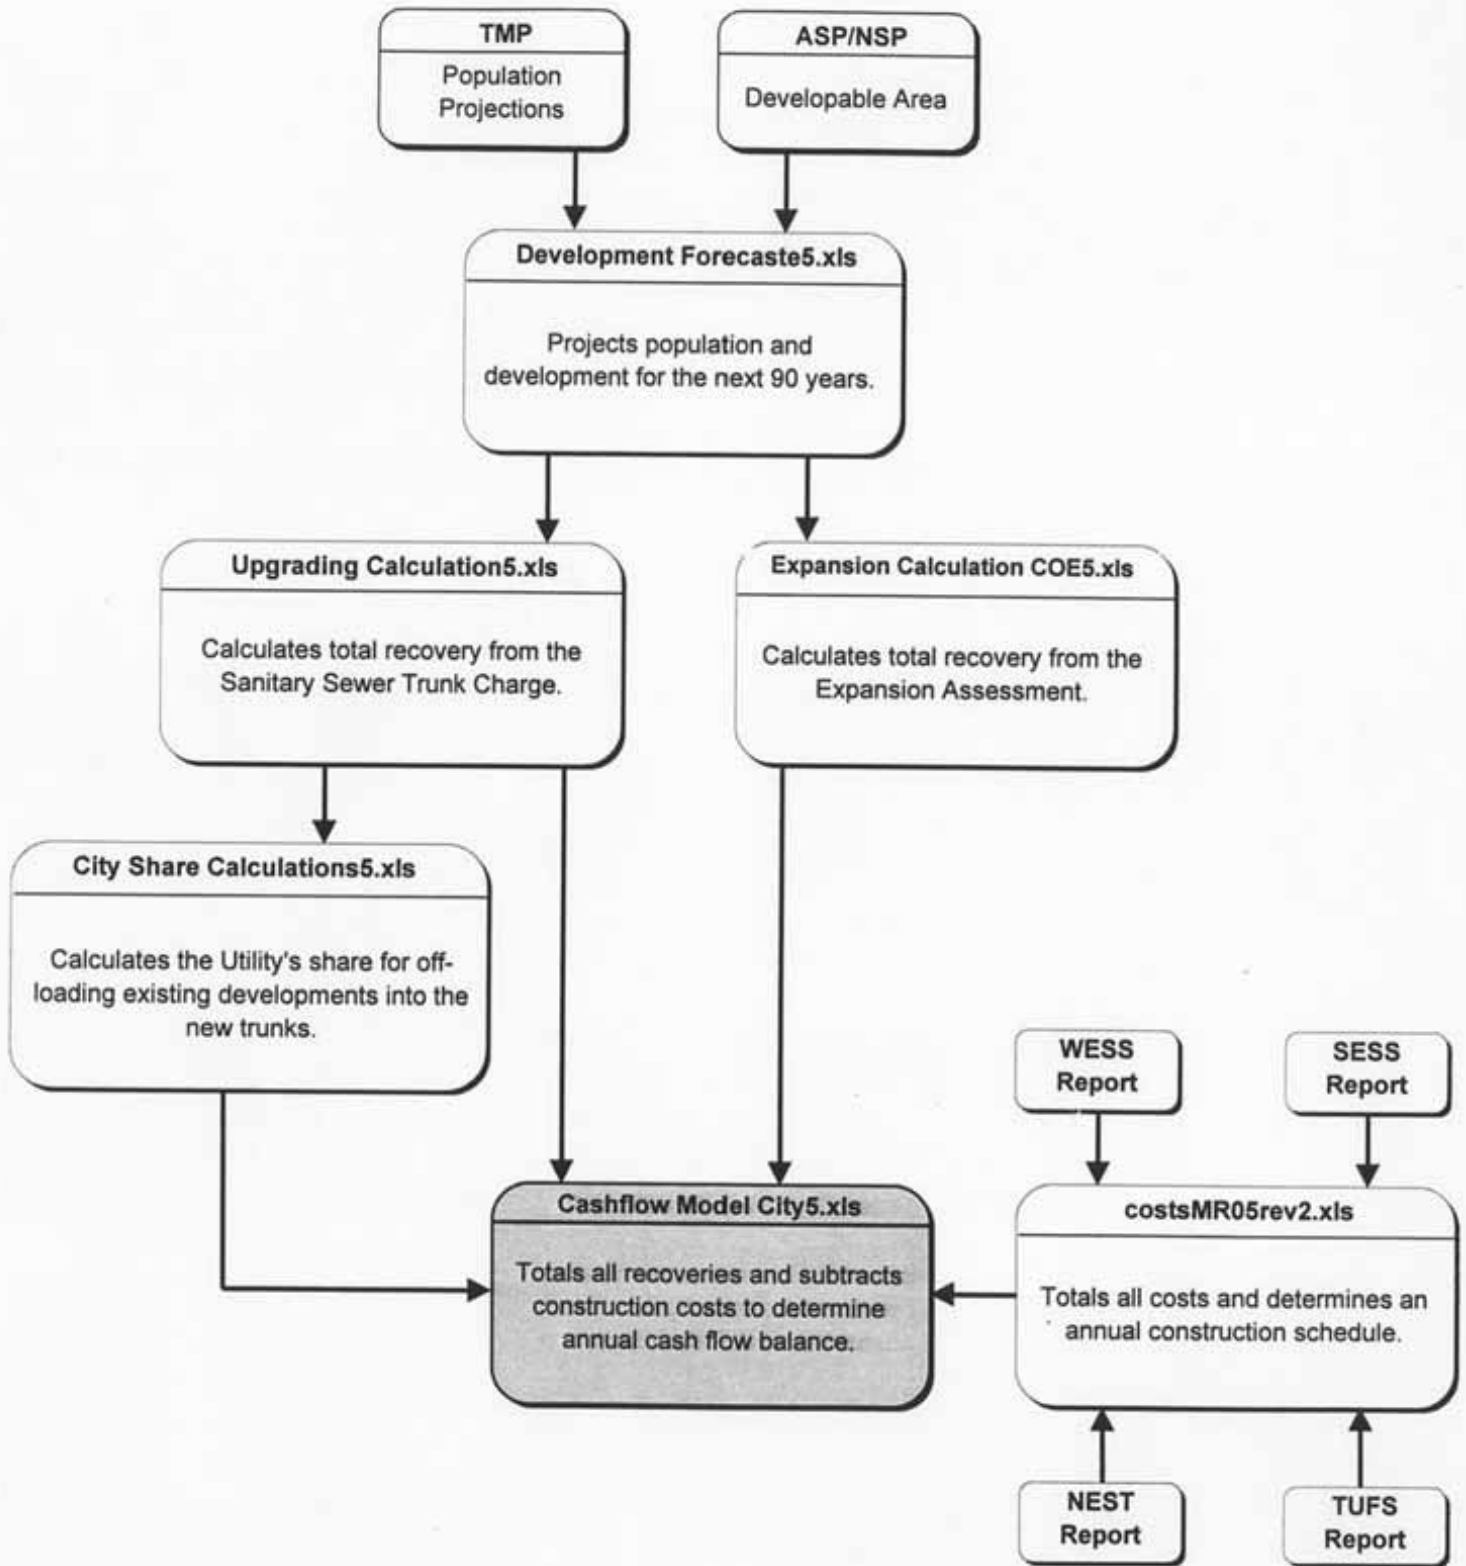 TMP
Population
Projections
ASP/NSP
Developable Area
Development Forecaste5.xls
Projects population and
development for the next 90 years.
Upgrading Calculation5.xls
Calculates total recovery from the
Sanitary Sewer Trunk Charge.
Expansion Calculation COE5.xls
Calculates total recovery from the
Expansion Assessment.
City Share Calculations5.xls
Calculates the Utility's share for off-
loading existing developments into the
new trunks.
WESS
Report
SESS
Report
Cashflow Model City5.xls
Totals all recoveries and subtracts
construction costs to determine
annual cash flow balance.
costsMR05rev2.xls
Totals all costs and determines an
annual construction schedule.
NEST
Report
TUFS
Report